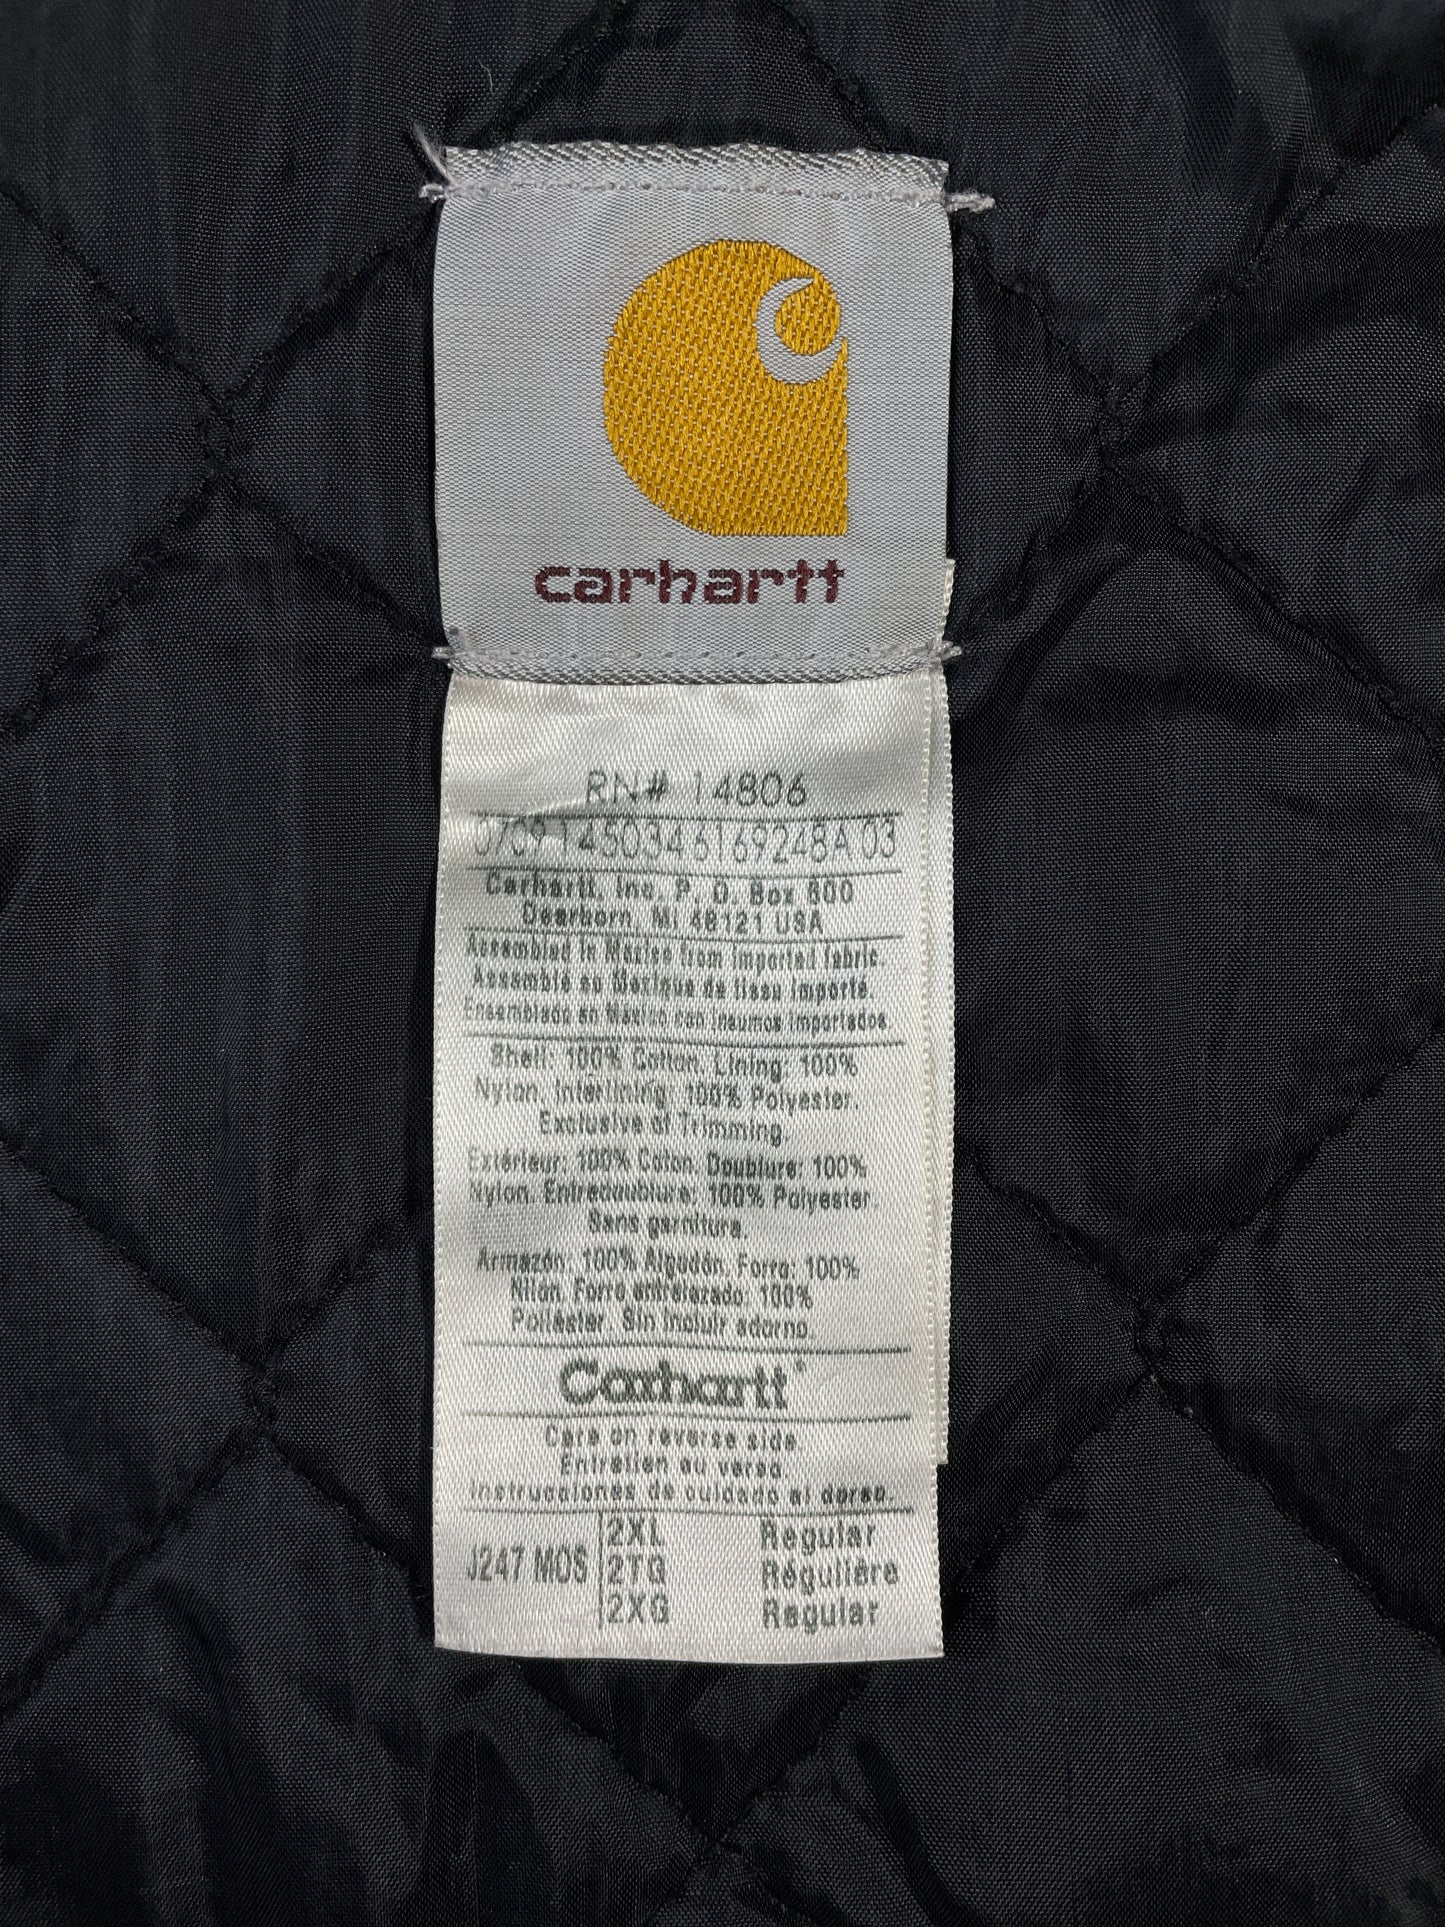 carhartt
RN# 14806
0709 145034 6169248A 03
Carhartt, Inc. P. O. Box 600
Dearborn, MI 48121 USA
Assembled in Mexico from imported fabric.
Assemblé au Mexique de tissu importé.
Ensamblado en México con insumos importados
Shell: 100% Cotton. Lining: 100%
Nylon. Interlining: 100% Polyester.
Exclusive of Trimming.
Extérieur: 100% Coton. Doublure: 100%
Nylon. Entredoublure: 100% Polyester
Sans garniture.
Armazón: 100% Algodón. Forro: 100%
Nilón. Forro entrelazado: 100%
Poliéster. Sin incluir adorno.
Carhartt®
Care on reverse side.
Entretien au verso.
Instrucciones de cuidado al dorso.
J247 MOS 2XL Regular
2TG Régulière
2XG Regular